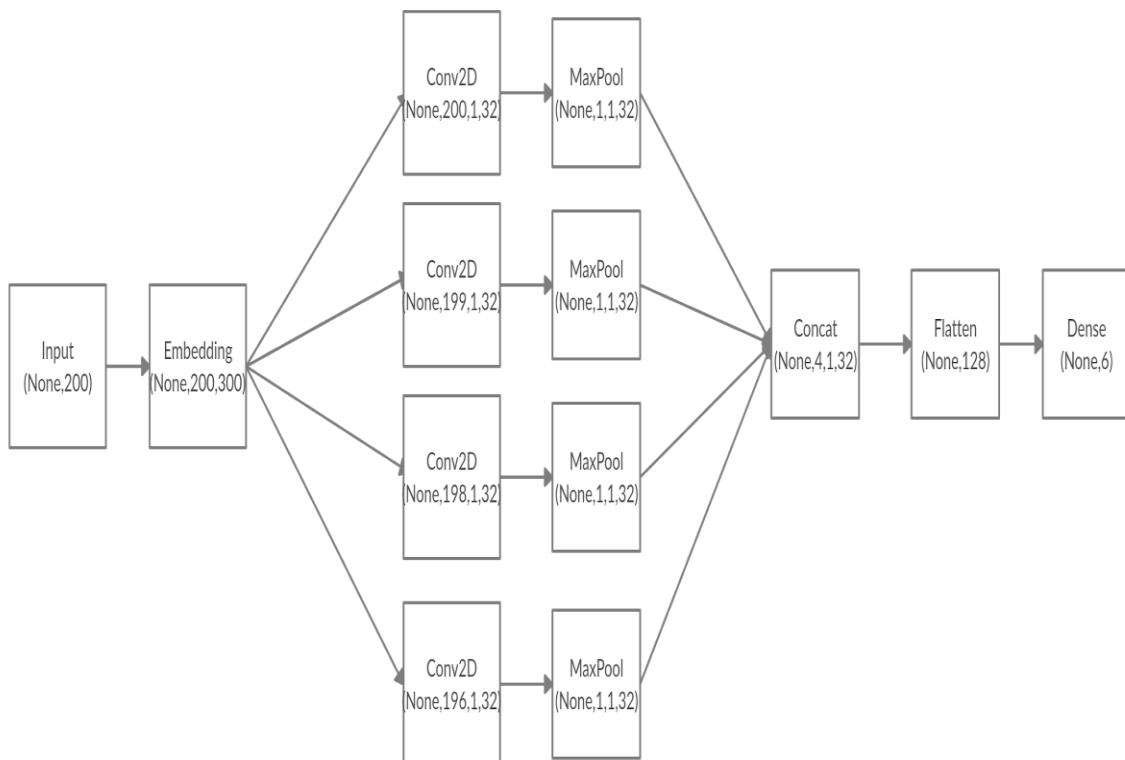 Input
(None,200)
Embedding
(None,200,300)
Conv2D
(None,200,1,32)
MaxPool
(None,1,1,32)
Conv2D
(None,199,1,32)
MaxPool
(None,1,1,32)
Conv2D
(None,198,1,32)
MaxPool
(None,1,1,32)
Conv2D
(None,196,1,32)
MaxPool
(None,1,1,32)
Concat
(None,4,1,32)
Flatten
(None,128)
Dense
(None,6)